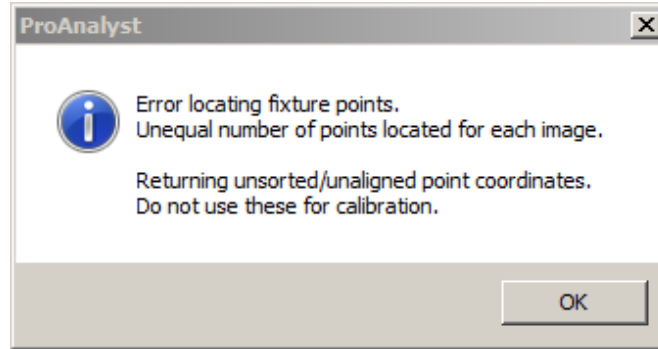 ProAnalyst
Error locating fixture points.
Unequal number of points located for each image.
Returning unsorted/unaligned point coordinates.
Do not use these for calibration.
OK